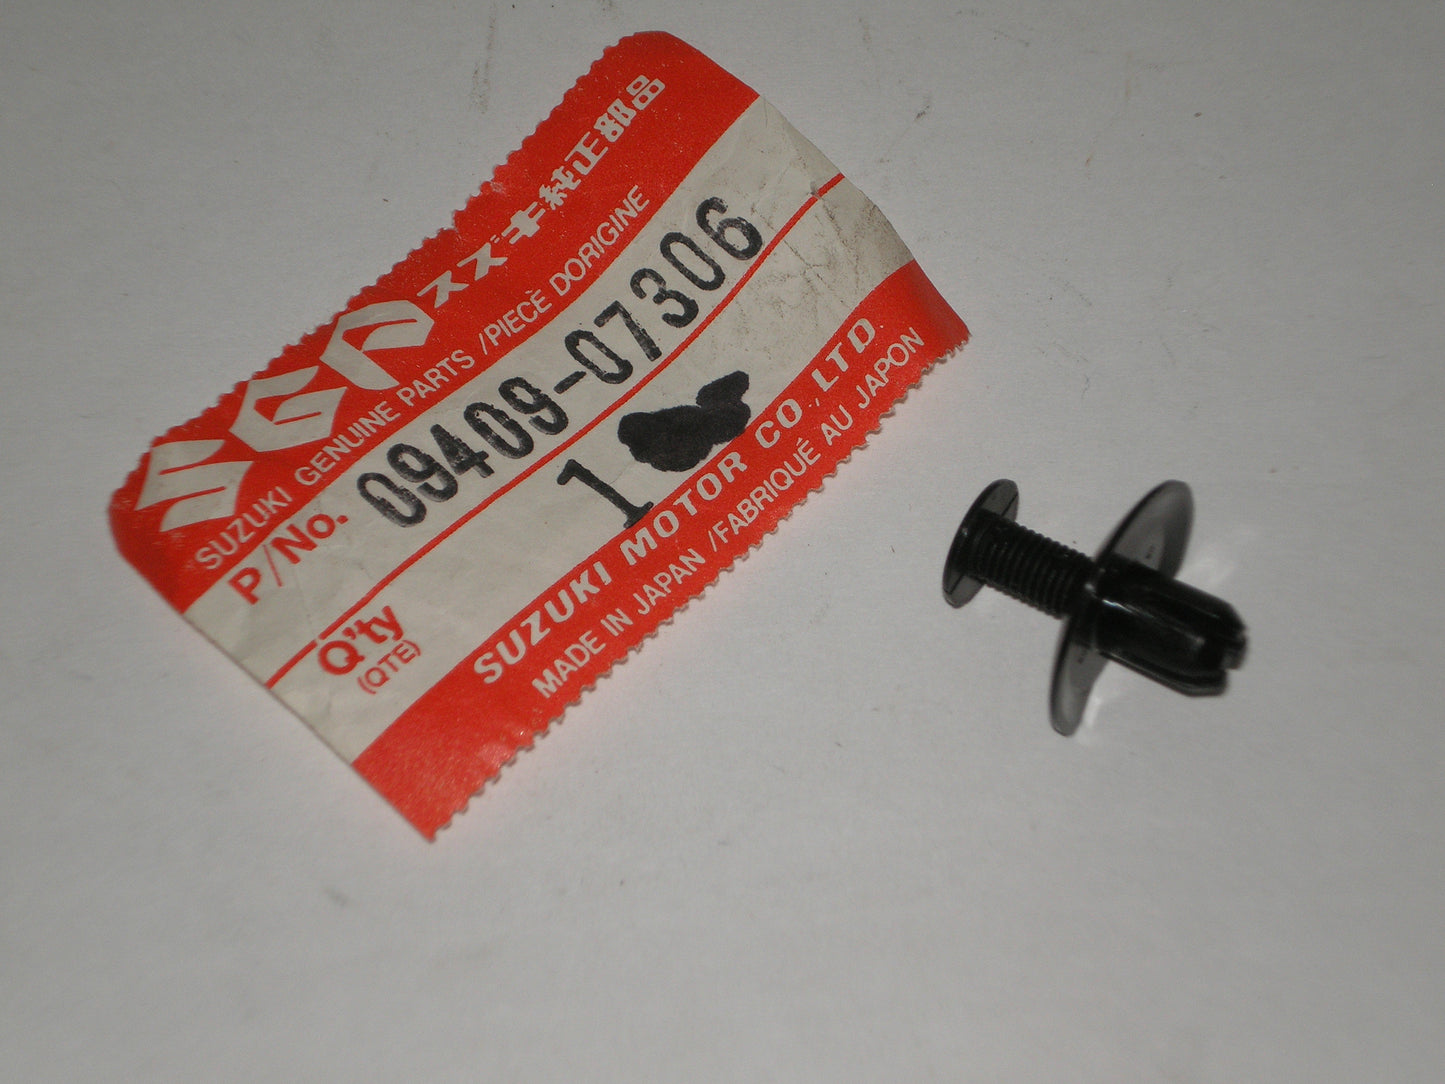 SGP スズキ純正部品
SUZUKI GENUINE PARTS /PIECÈ DORIGINE
P/No. 09409-07306
Q'ty 1
(QTE)
SUZUKI MOTOR CO.,LTD
MADE IN JAPAN /FABRIQUÉ AU JAPON